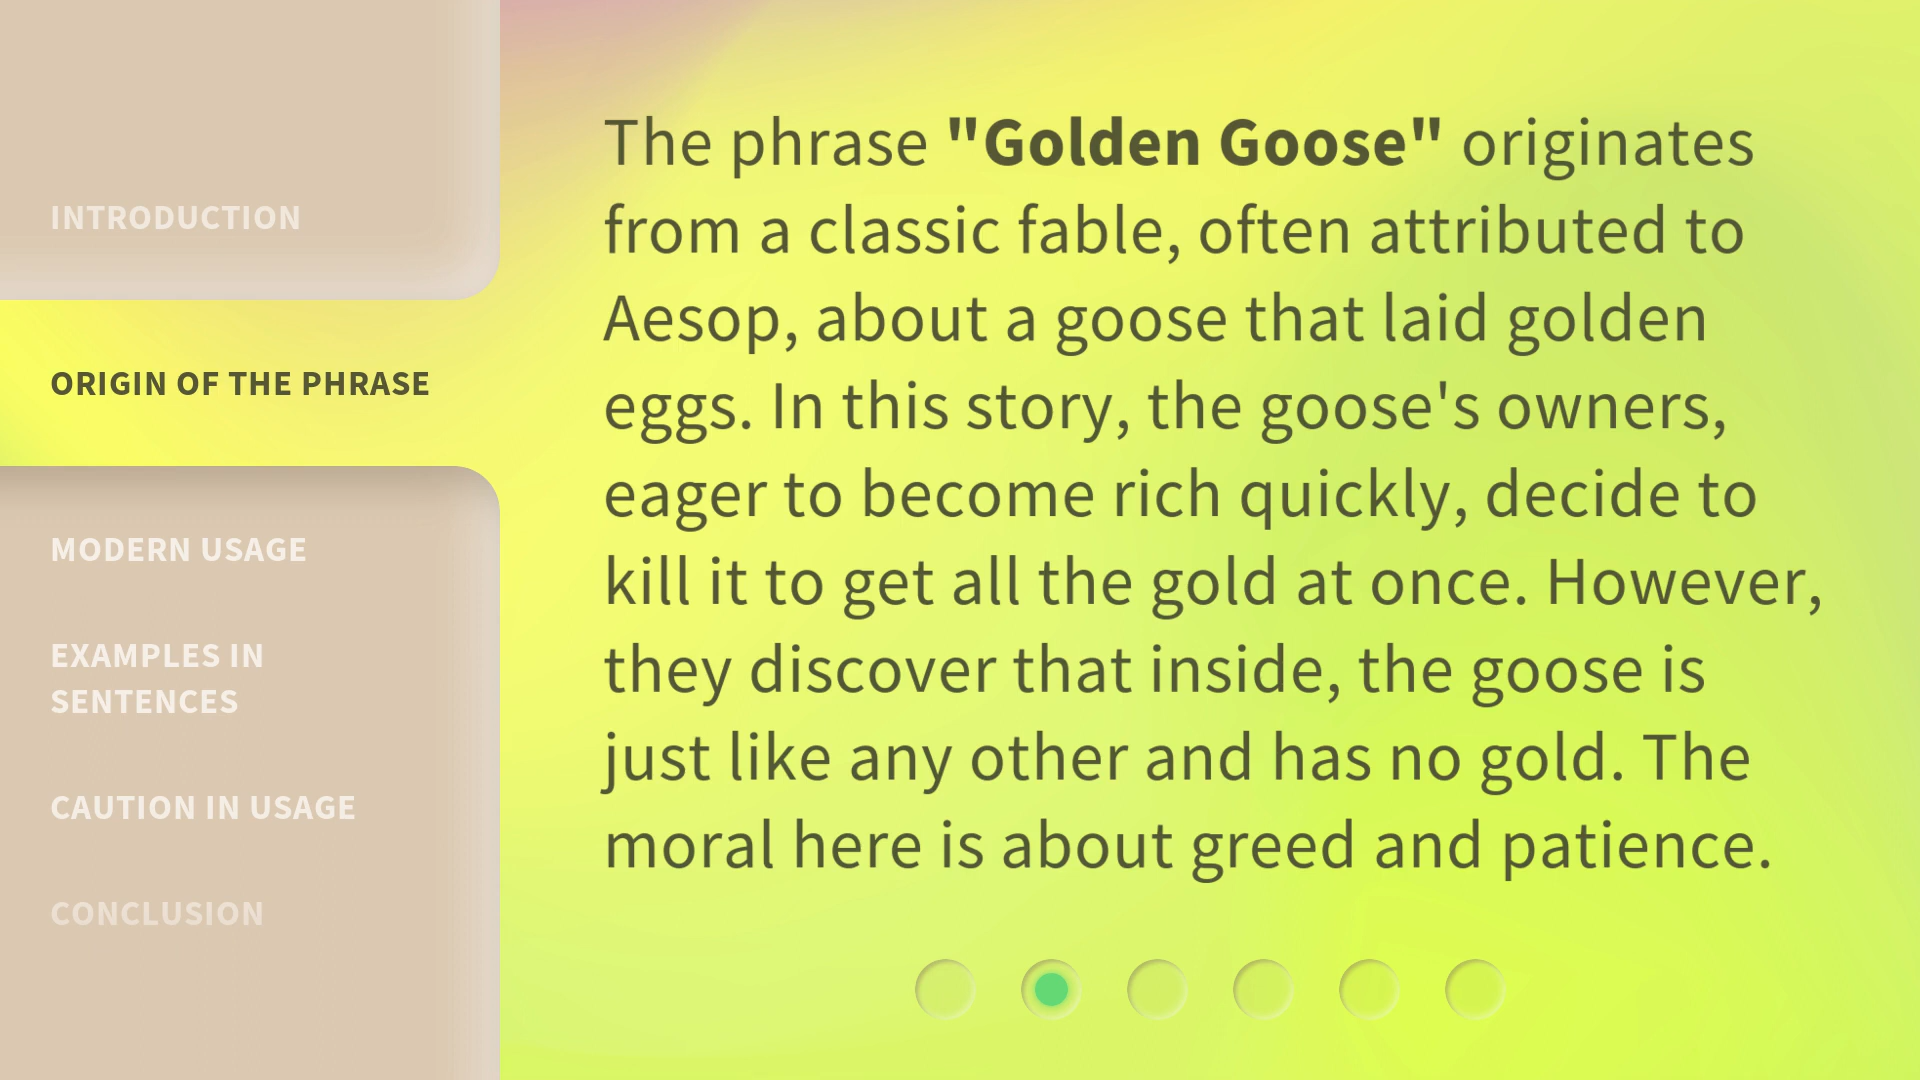 INTRODUCTION
ORIGIN OF THE PHRASE
MODERN USAGE
EXAMPLES IN
SENTENCES
CAUTION IN USAGE
CONCLUSION
The phrase "Golden Goose" originates
from a classic fable, often attributed to
Aesop, about a goose that laid golden
eggs. In this story, the goose's owners,
eager to become rich quickly, decide to
kill it to get all the gold at once. However,
they discover that inside, the goose is
just like any other and has no gold. The
moral here is about greed and patience.